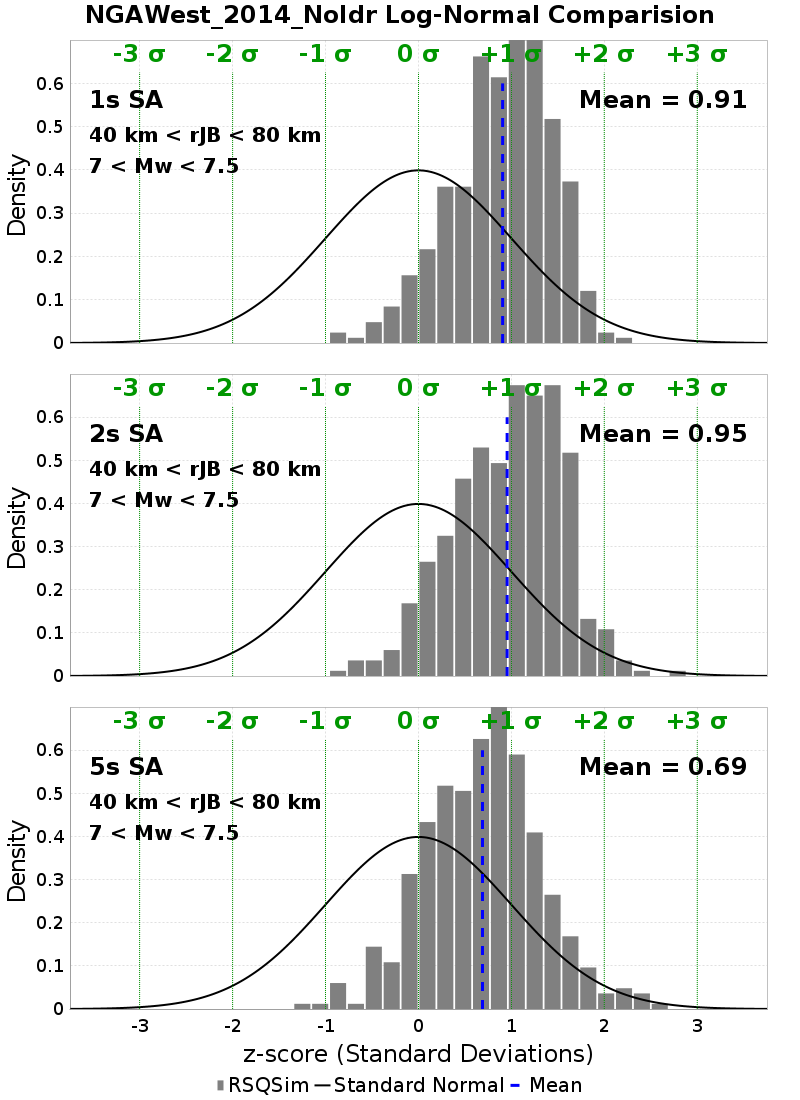 NGAWest_2014_NoIdr Log-Normal Comparision
-3 σ -2 σ -1 σ 0 σ +1 σ +2 σ +3 σ
1s SA
Mean = 0.91
40 km < rJB < 80 km
7 < Mw < 7.5
Density
0.6
0.5
0.4
0.3
0.2
0.1
0
-3 σ -2 σ -1 σ 0 σ +1 σ +2 σ +3 σ
2s SA
Mean = 0.95
40 km < rJB < 80 km
7 < Mw < 7.5
Density
0.6
0.5
0.4
0.3
0.2
0.1
0
-3 σ -2 σ -1 σ 0 σ +1 σ +2 σ +3 σ
5s SA
Mean = 0.69
40 km < rJB < 80 km
7 < Mw < 7.5
Density
0.6
0.5
0.4
0.3
0.2
0.1
0
-3 -2 -1 0 1 2 3
z-score (Standard Deviations)
RSQSim Standard Normal Mean